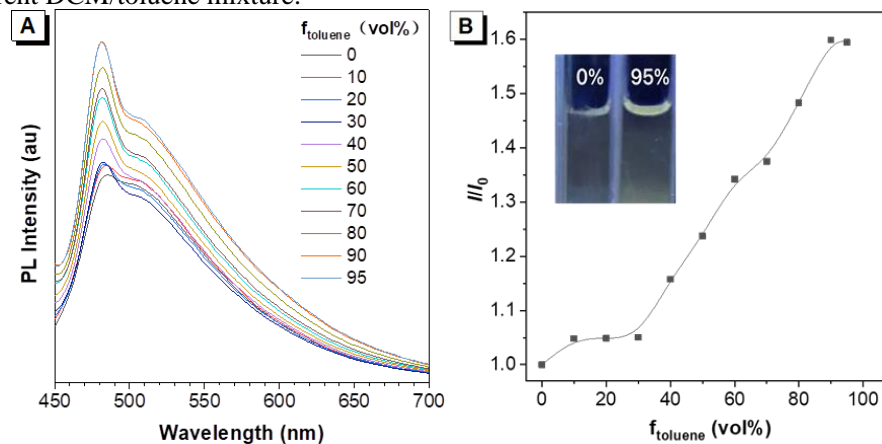 rent DCM/toluene mixture.
A
f_toluene (vol%)
0
10
20
30
40
50
60
70
80
90
95
PL Intensity (au)
450 500 550 600 650 700
Wavelength (nm)
B
0% 95%
1.6
1.5
1.4
1.3
1.2
1.1
1.0
I/I_0
0 20 40 60 80 100
f_toluene (vol%)